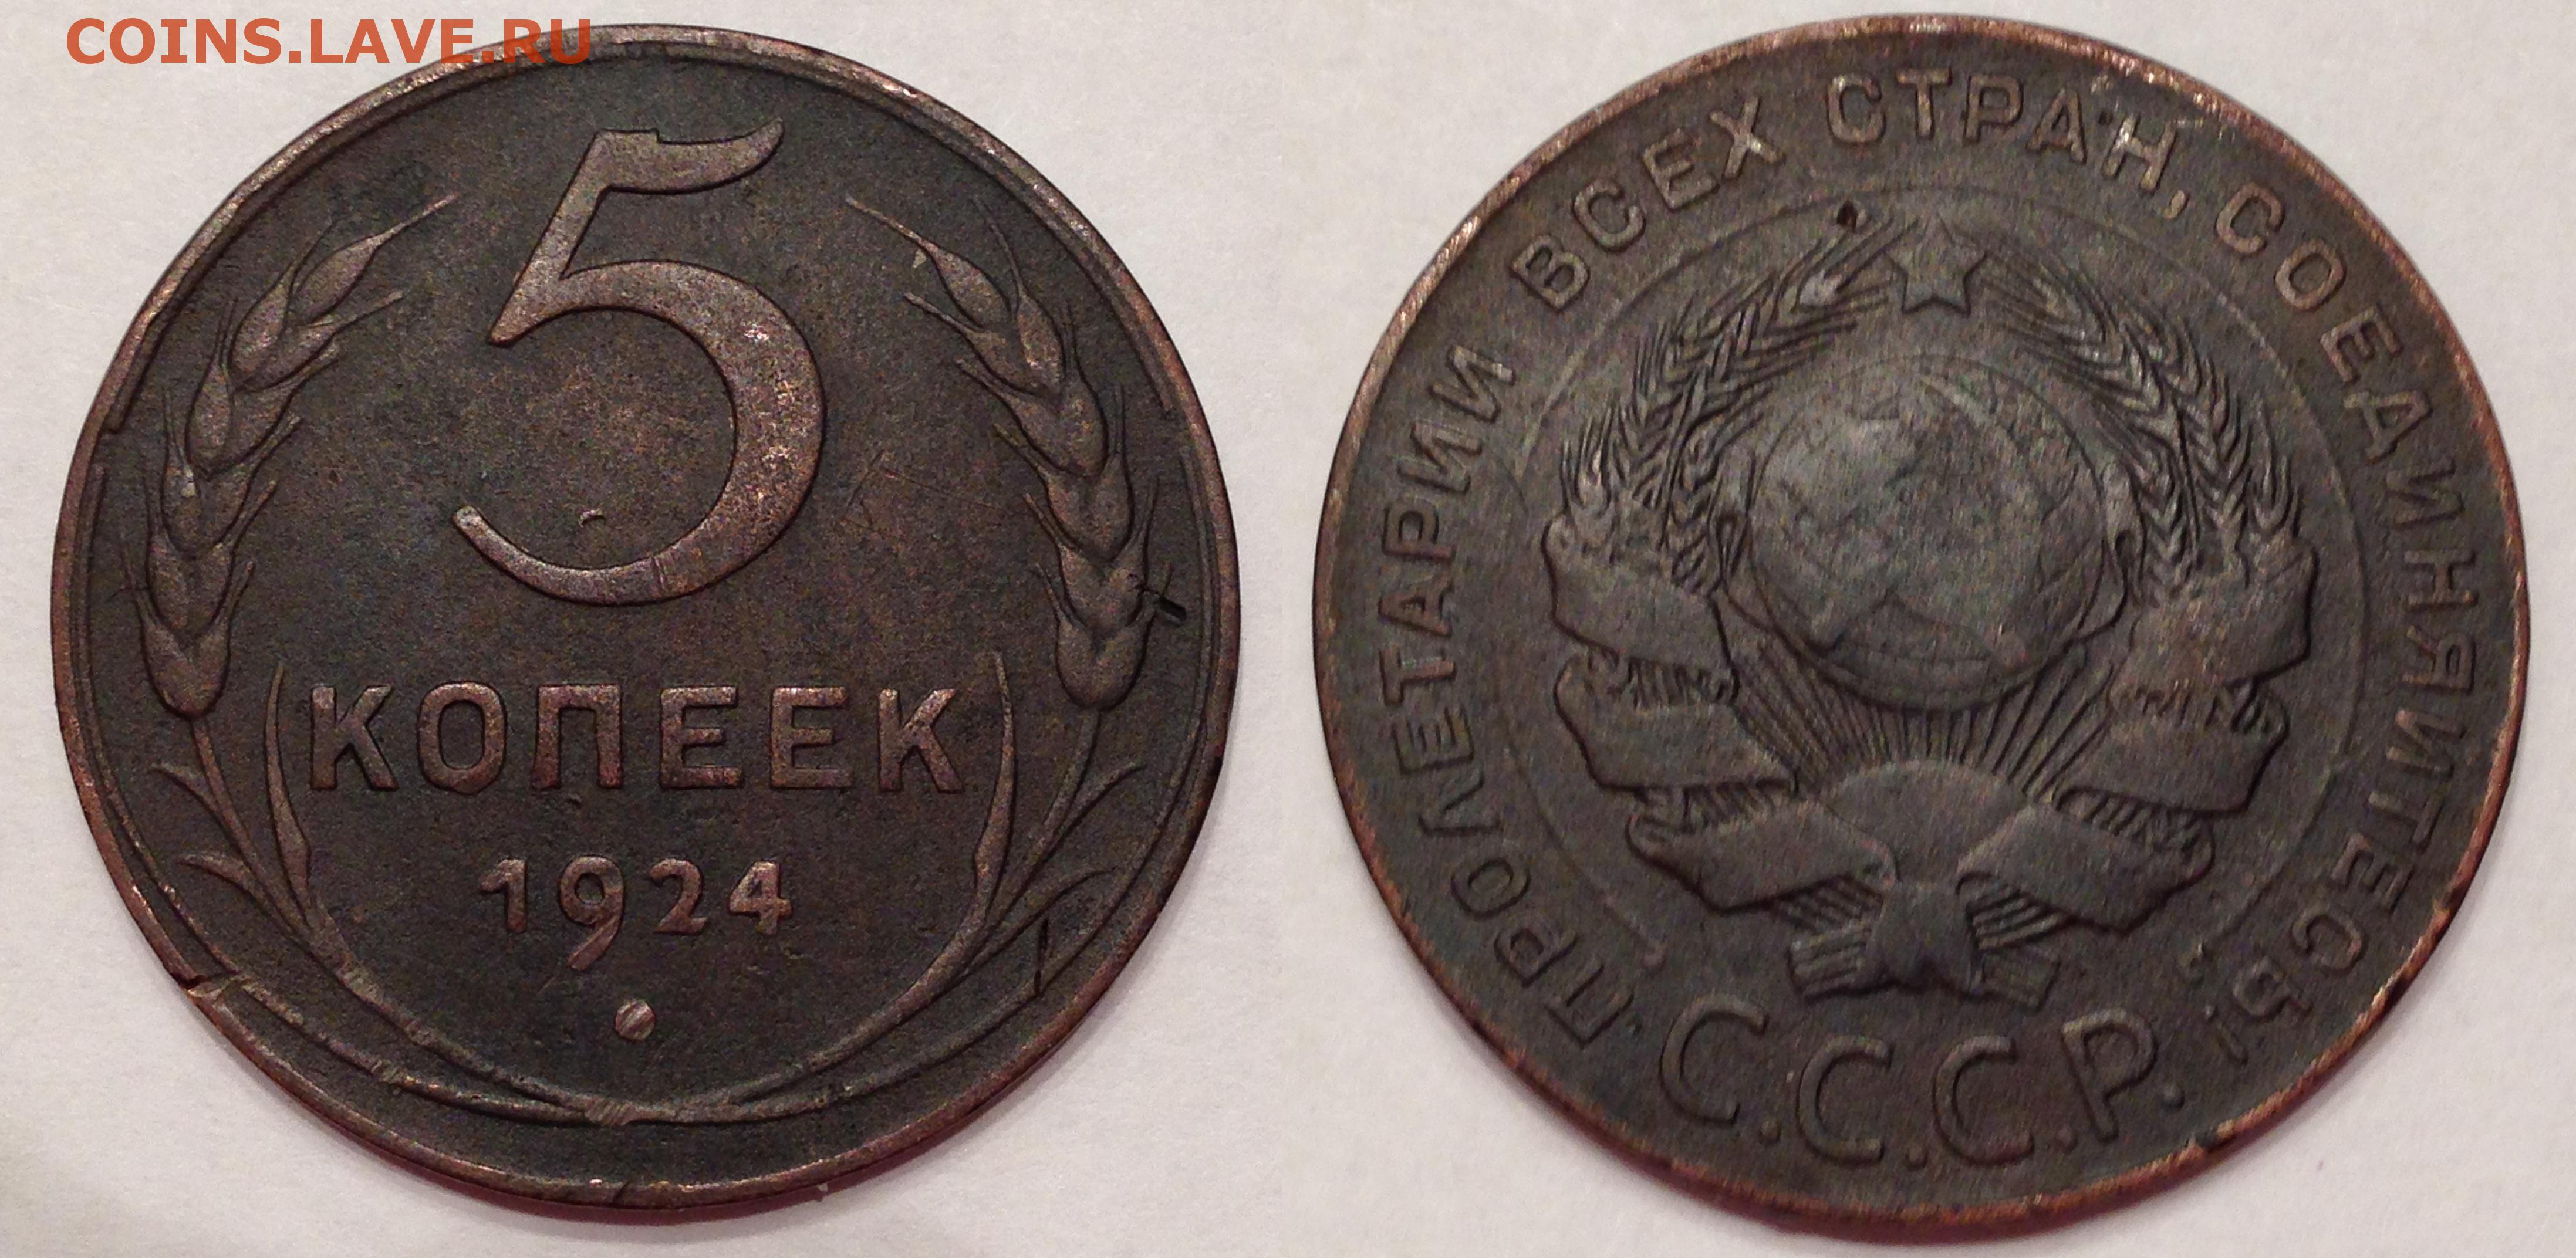 COINS.LAVE.RU
5
КОПЕЕК
1924
ПРОЛЕТАРИИ ВСЕХ СТРАН, СОЕДИНЯЙТЕСЬ!
С.С.С.Р.